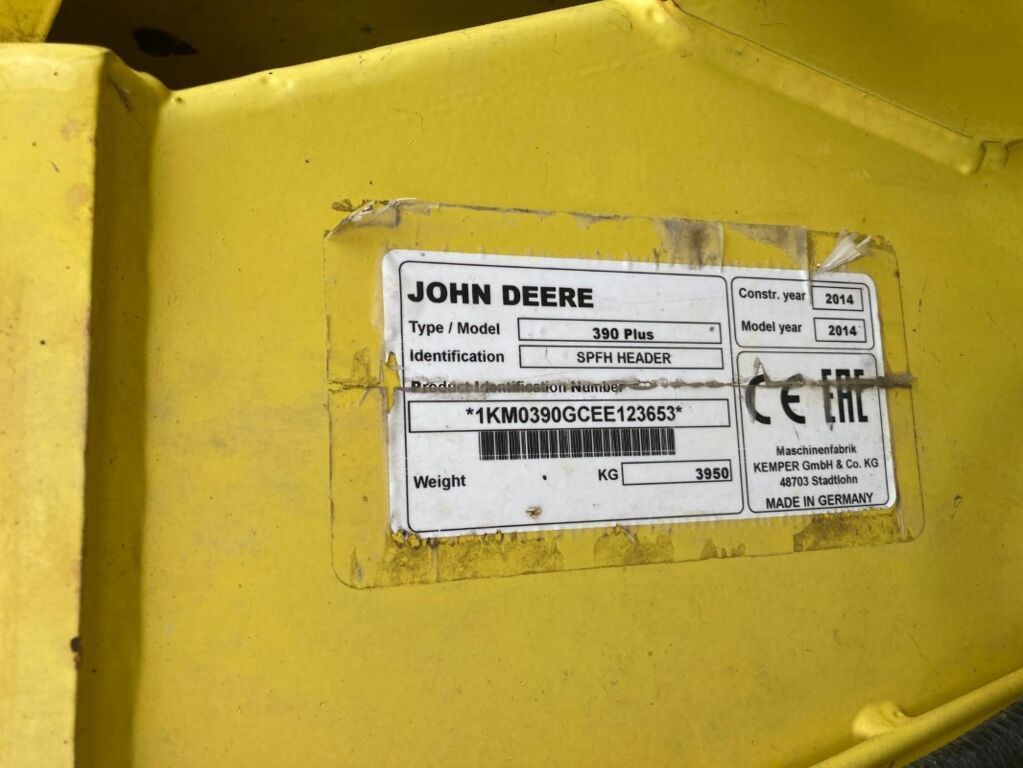 JOHN DEERE
Type / Model 390 Plus
Identification SPFH HEADER
Product Identification Number
*1KM0390GCEE123653*
Weight KG 3950
Constr. year 2014
Model year 2014
CE EAC
Maschinenfabrik
KEMPER GmbH & Co. KG
48703 Stadtlohn
MADE IN GERMANY